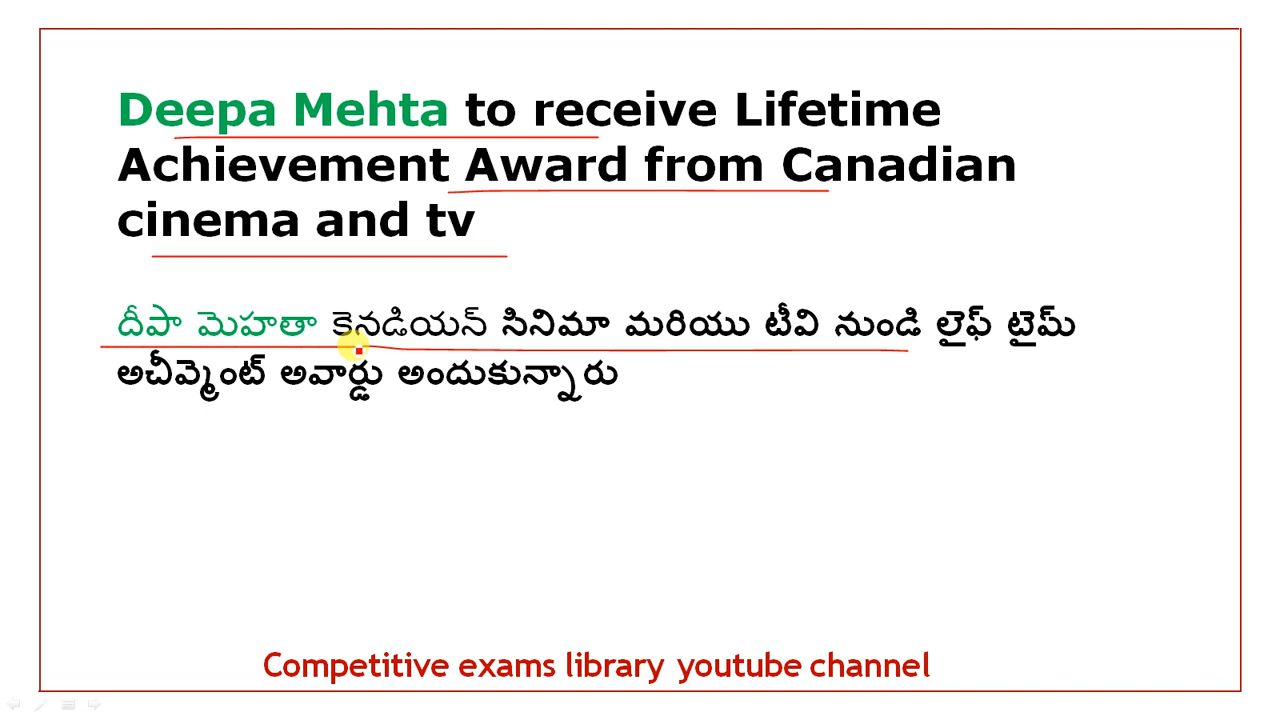 Deepa Mehta to receive Lifetime
Achievement Award from Canadian
cinema and tv
దీపా మెహతా కెనడియన్ సినిమా మరియు టీవి నుండి లైఫ్ టైమ్
అచీవ్మెంట్ అవార్డు అందుకున్నారు
Competitive exams library youtube channel